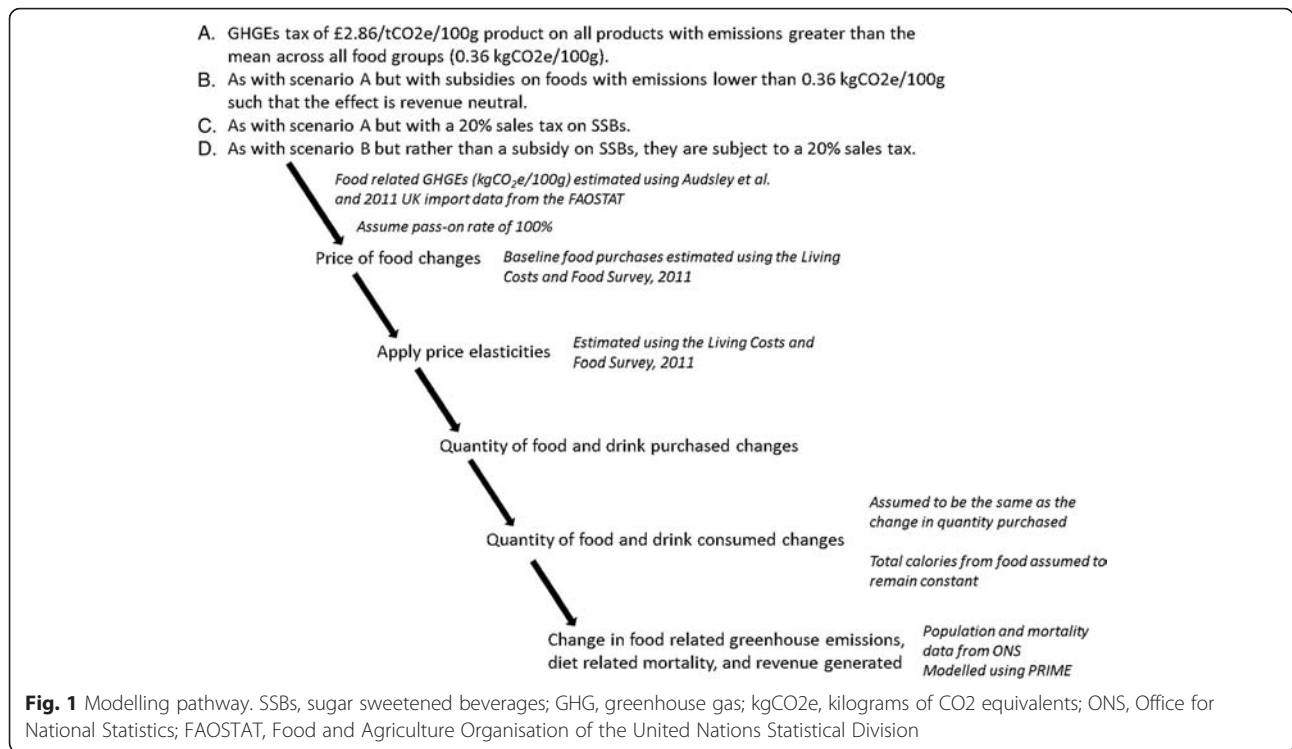 A. GHGEs tax of £2.86/tCO2e/100g product on all products with emissions greater than the
mean across all food groups (0.36 kgCO2e/100g).
B. As with scenario A but with subsidies on foods with emissions lower than 0.36 kgCO2e/100g
such that the effect is revenue neutral.
C. As with scenario A but with a 20% sales tax on SSBs.
D. As with scenario B but rather than a subsidy on SSBs, they are subject to a 20% sales tax.
Food related GHGEs (kgCO₂e/100g) estimated using Audsley et al.
and 2011 UK import data from the FAOSTAT
Assume pass-on rate of 100%
Price of food changes
Baseline food purchases estimated using the Living
Costs and Food Survey, 2011
Apply price elasticities
Estimated using the Living Costs and
Food Survey, 2011
Quantity of food and drink purchased changes
Quantity of food and drink consumed changes
Assumed to be the same as the
change in quantity purchased
Total calories from food assumed to
remain constant
Change in food related greenhouse emissions,
diet related mortality, and revenue generated
Population and mortality
data from ONS
Modelled using PRIME
Fig. 1 Modelling pathway. SSBs, sugar sweetened beverages; GHG, greenhouse gas; kgCO2e, kilograms of CO2 equivalents; ONS, Office for
National Statistics; FAOSTAT, Food and Agriculture Organisation of the United Nations Statistical Division